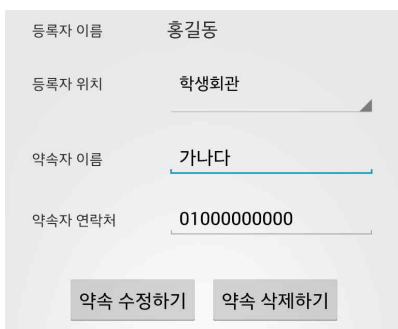 등록자 이름 홍길동
등록자 위치 학생회관
약속자 이름 가나다
약속자 연락처 01000000000
약속 수정하기 약속 삭제하기